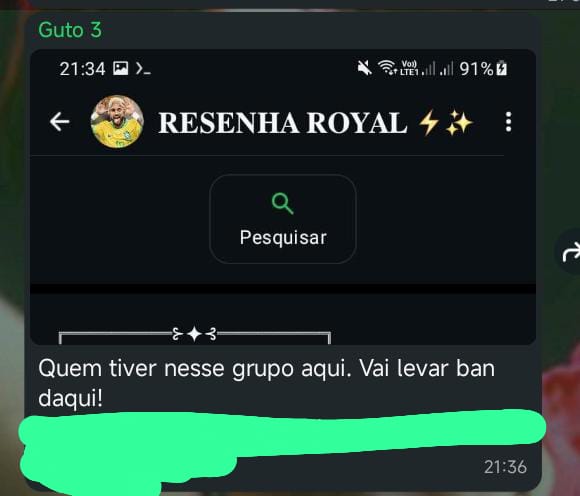 Guto 3
21:34 Vo)) LTE1 91%
RESENHA ROYAL ⚡✨
Pesquisar
Quem tiver nesse grupo aqui. Vai levar ban
daqui!
21:36